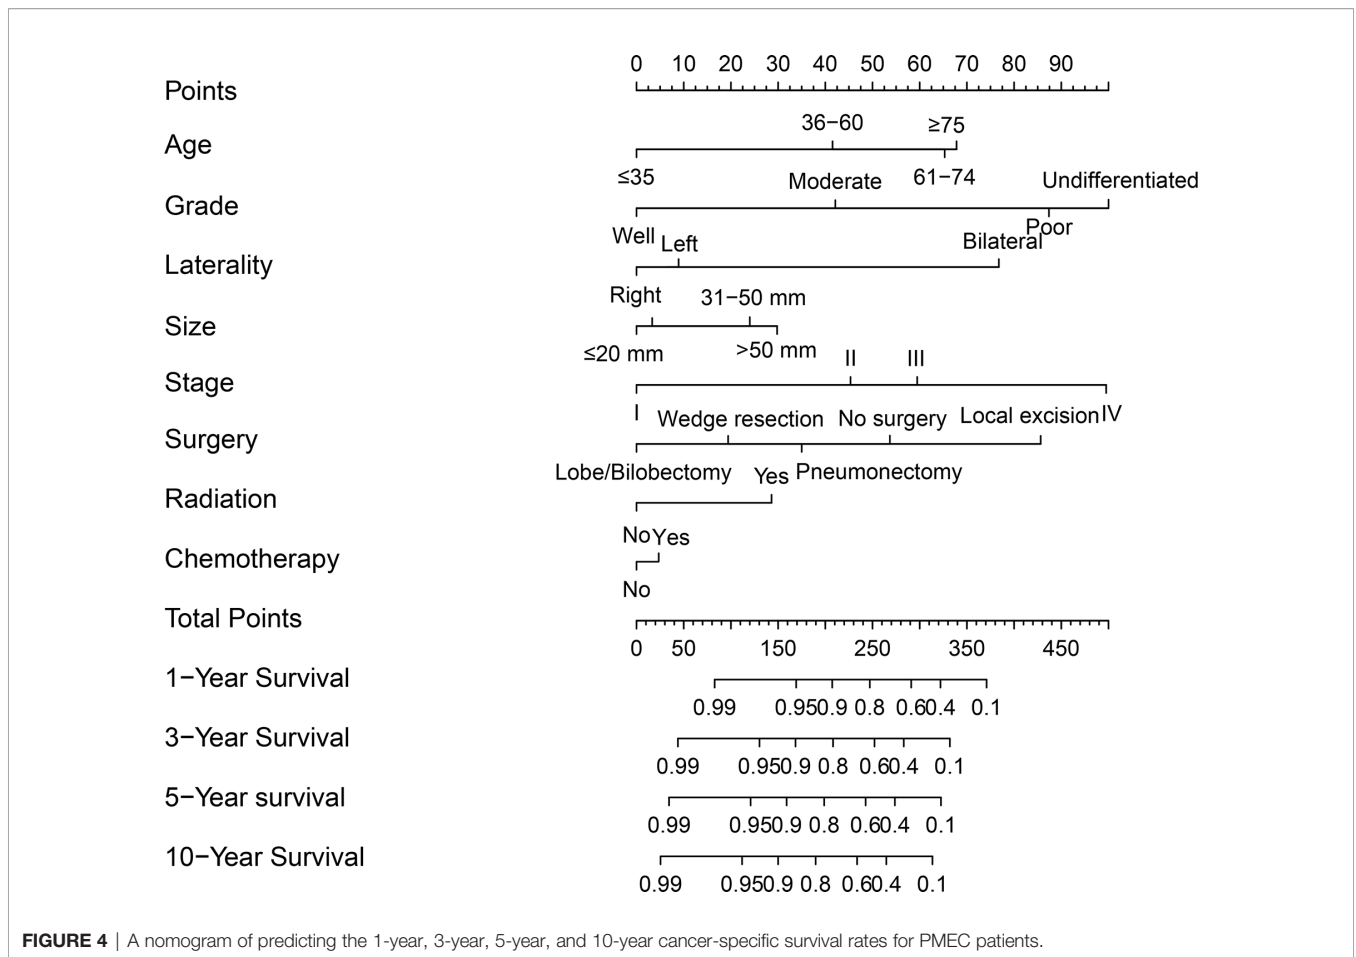 0 10 20 30 40 50 60 70 80 90
Points
36−60 ≥75
Age
≤35 61−74
Moderate Undifferentiated
Grade
Well Poor
Left Bilateral
Laterality
Right
31−50 mm
Size
≤20 mm >50 mm
II III
Stage
I IV
Wedge resection No surgery Local excision
Surgery
Lobe/Bilobectomy Pneumonectomy
Yes
Radiation
No
Yes
Chemotherapy
No
Total Points
0 50 150 250 350 450
1−Year Survival
0.99 0.95 0.9 0.8 0.6 0.4 0.1
3−Year Survival
0.99 0.95 0.9 0.8 0.6 0.4 0.1
5−Year survival
0.99 0.95 0.9 0.8 0.6 0.4 0.1
10−Year Survival
0.99 0.95 0.9 0.8 0.6 0.4 0.1
FIGURE 4 | A nomogram of predicting the 1-year, 3-year, 5-year, and 10-year cancer-specific survival rates for PMEC patients.